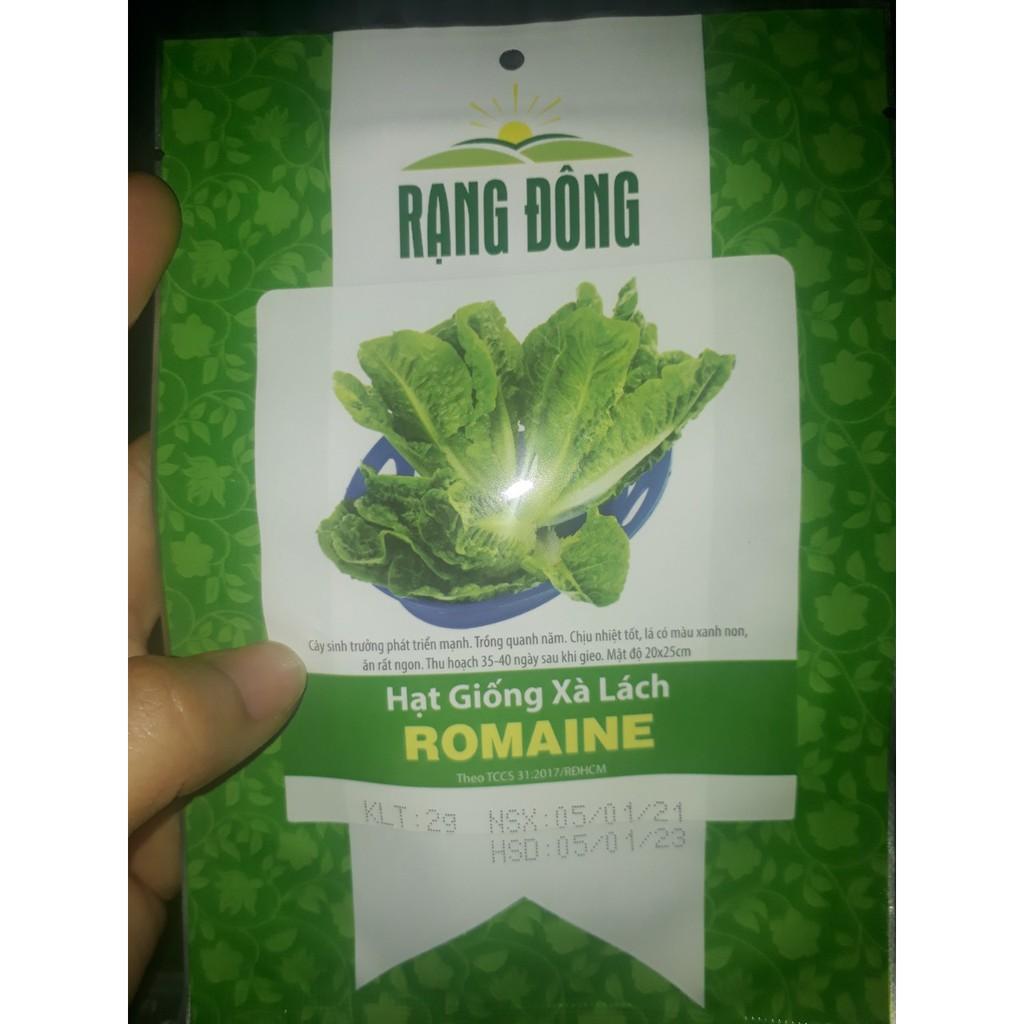 RẠNG ĐÔNG
Cây sinh trưởng phát triển mạnh. Trồng quanh năm. Chịu nhiệt tốt, lá có màu xanh non,
ăn rất ngon. Thu hoạch 35-40 ngày sau khi gieo. Mật độ 20x25cm
Hạt Giống Xà Lách
ROMAINE
Theo TCCS 31:2017/RĐHCM
KLT:2g NSX:05/01/21
HSD:05/01/23